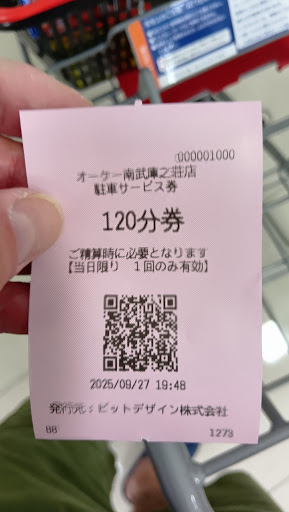 000001000
オーケー南武庫之荘店
駐車サービス券
120分券
ご精算時に必要となります
【当日限り 1回のみ有効】
2025/09/27 19:48
発行元：ピットデザイン株式会社
88 1273